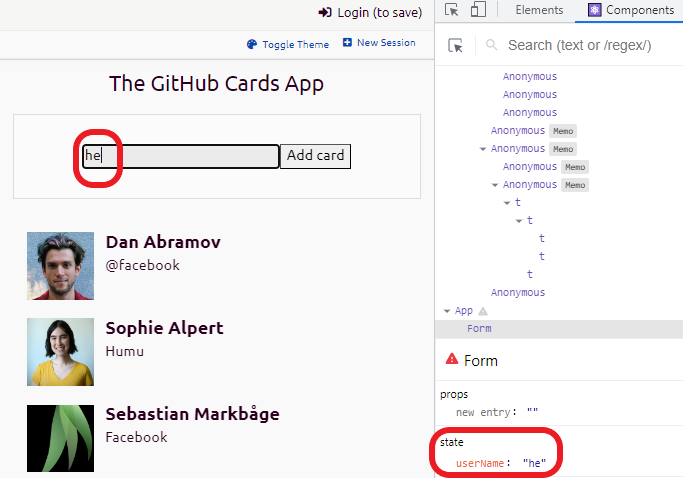 Login (to save)
Toggle Theme
New Session
The GitHub Cards App
he
Add card
Dan Abramov
@facebook
Sophie Alpert
Humu
Sebastian Markbåge
Facebook
Elements
Components
Search (text or /regex/)
Anonymous
Anonymous
Anonymous
Anonymous Memo
Anonymous Memo
Anonymous Memo
Anonymous Memo
t
t
t
t
t
Anonymous
App
Form
Form
props
new entry: ""
state
userName: "he"